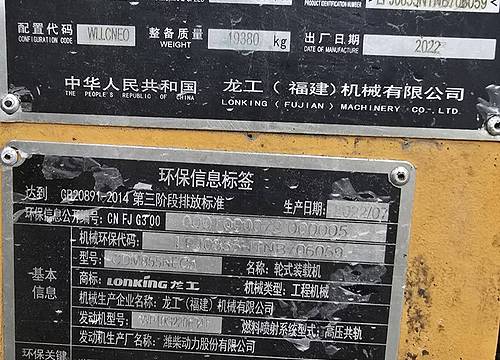 PRODUCT IDENTIFICATION NUMBER
配置代码 WLLCNEO 整备质量 kg 出厂日期 2022
CONFIGURATION CODE WEIGHT DATE OF MANUFACTURE
中华人民共和国 龙工（福建）机械有限公司
THE PEOPLE'S REPUBLIC OF CHINA LONKING (FUJIAN) MACHINERY CO., LTD.
环保信息标签
达到 GB20891-2014 第三阶段排放标准 生产日期: 2022/07
环保信息公开编号: CN FJ G3 00
机械环保代码:
型号: 名称: 轮式装载机
基本信息
商标: LONKING 龙工 机械类型: 工程机械
机械生产企业名称: 龙工（福建）机械有限公司
发动机型号: 燃料喷射系统型式: 高压共轨
发动机生产厂名称: 潍柴动力股份有限公司
环保关键